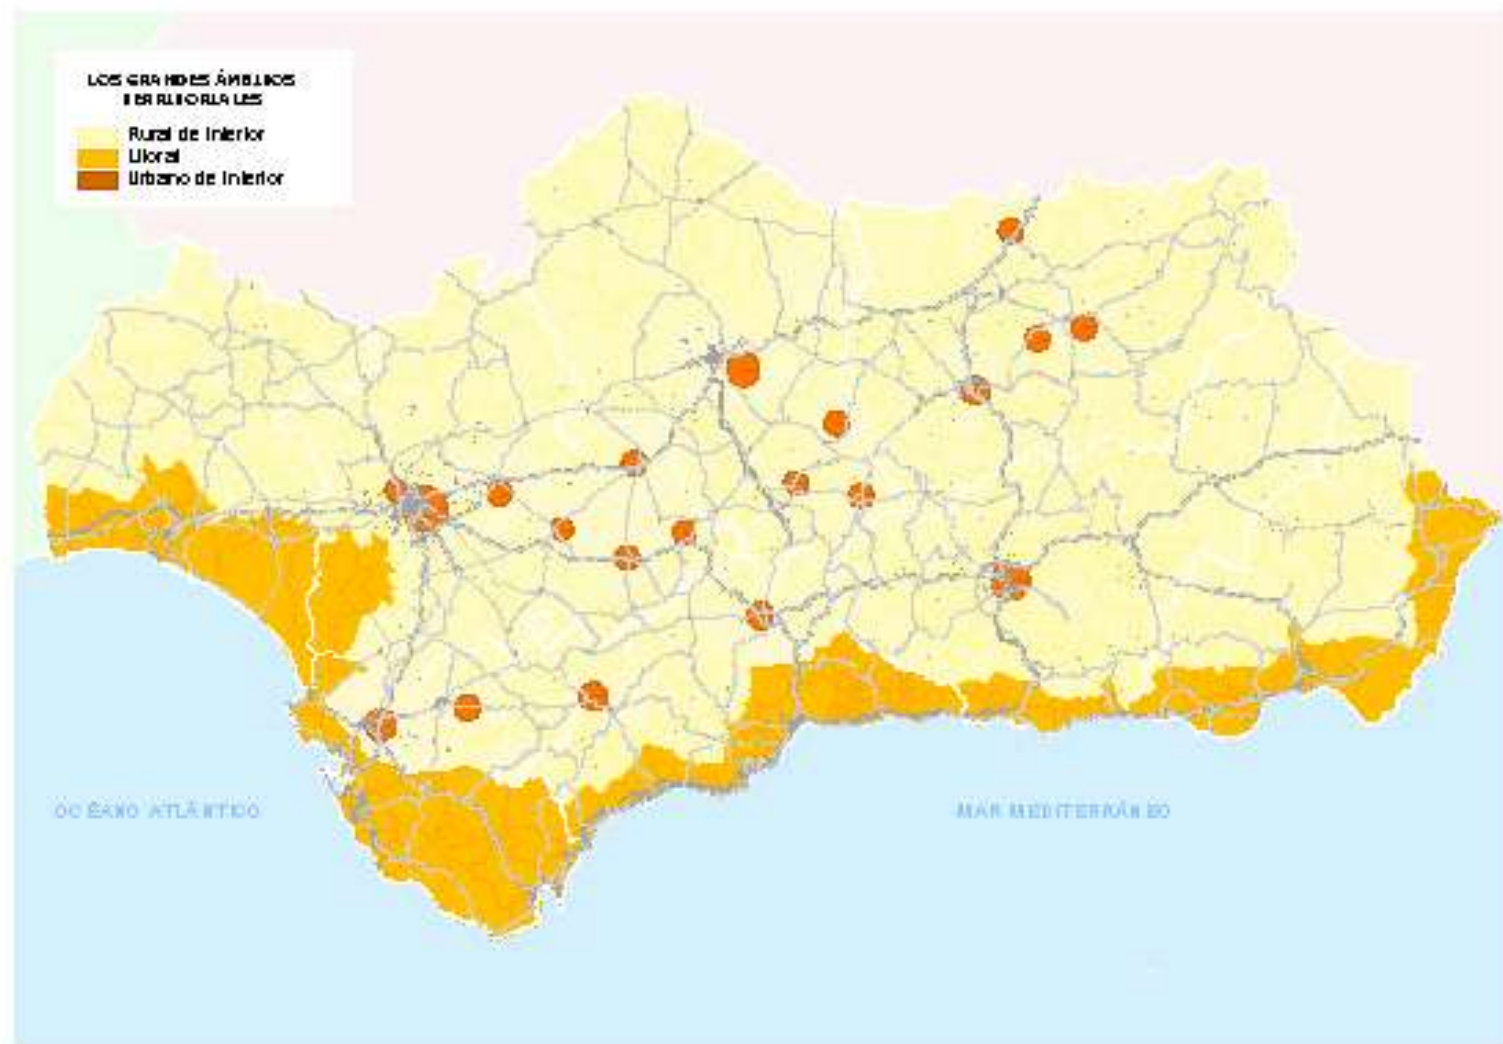 LOS GRANDES ÁMBITOS
TERRITORIALES
Rural de Interior
Litoral
Urbano de Interior
OCÉANO ATLÁNTICO
MAR MEDITERRÁNEO